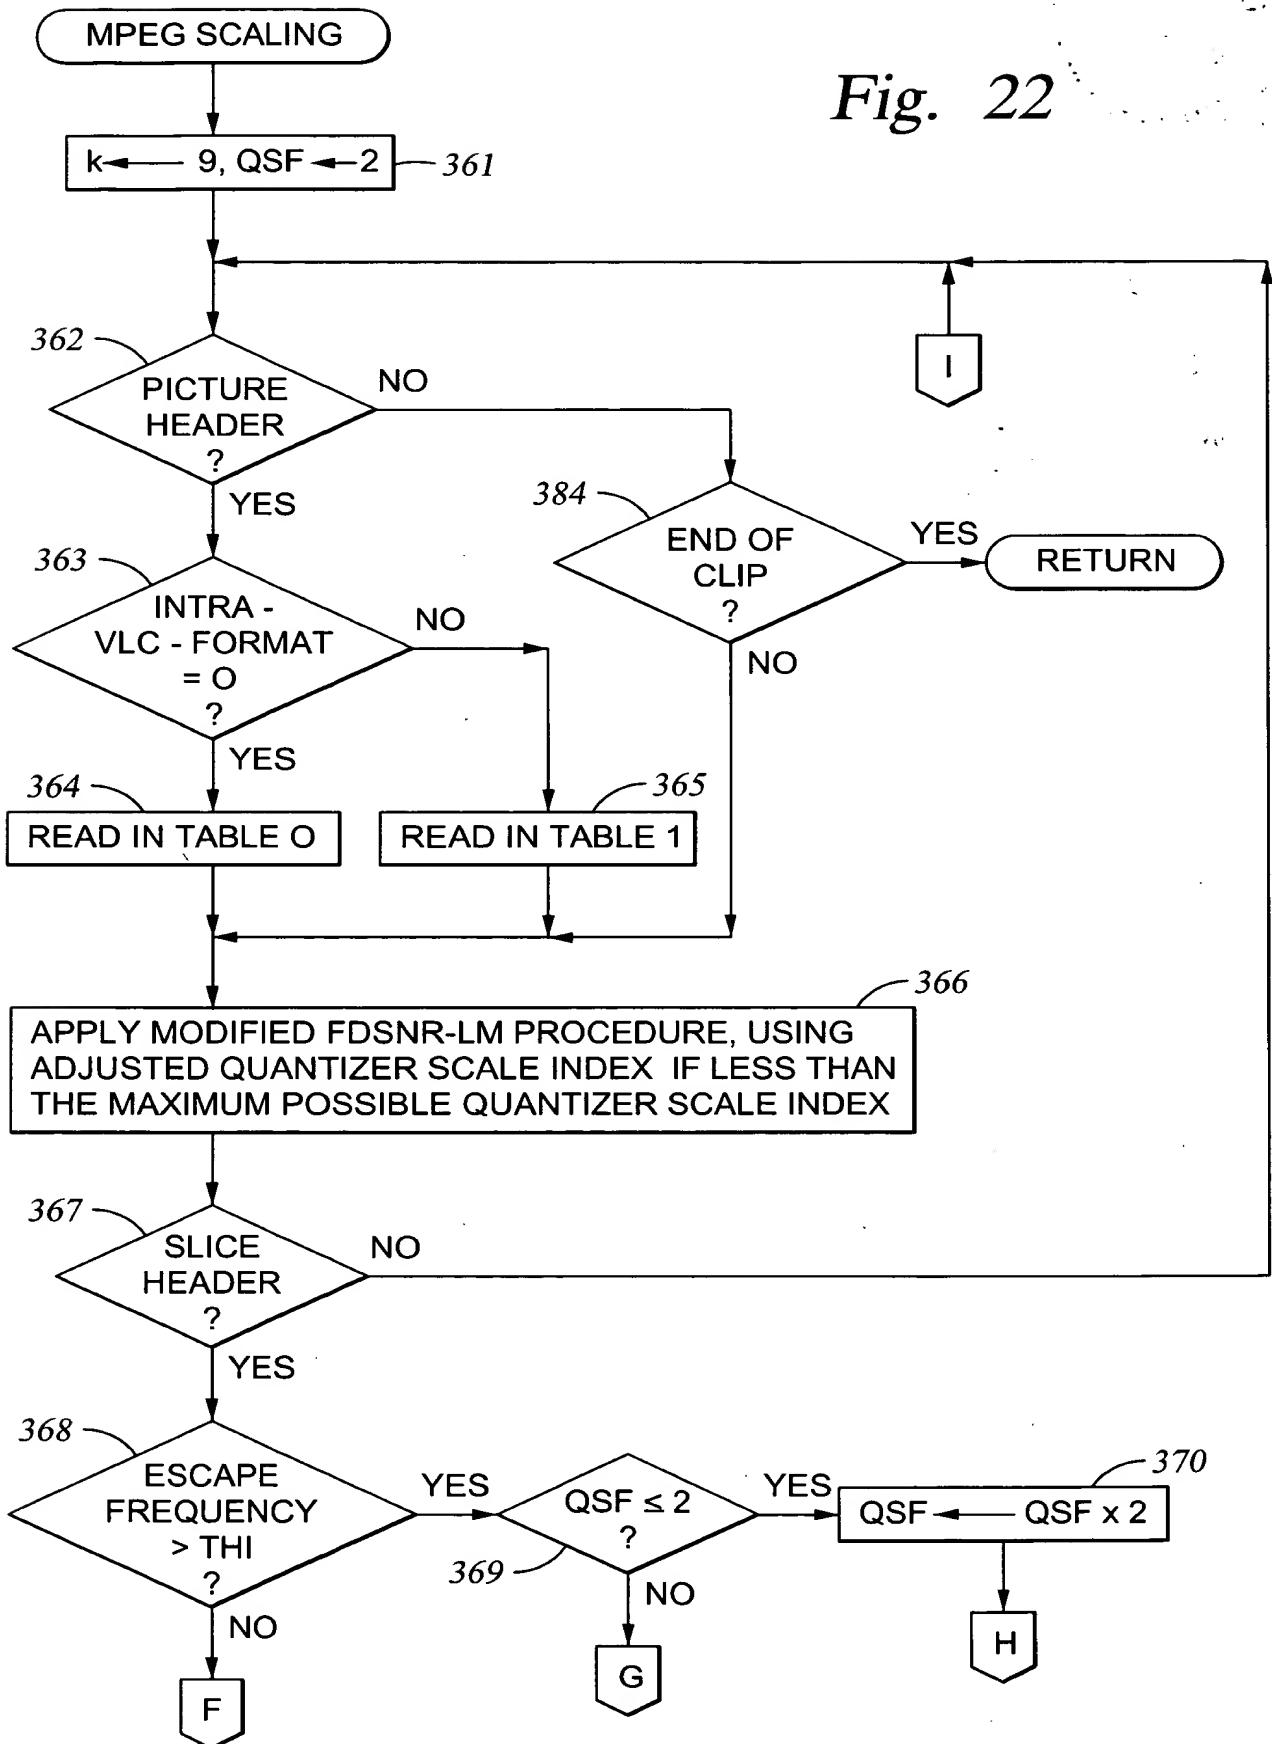 MPEG SCALING
Fig. 22
k ← 9, QSF ← 2
361
362
PICTURE
HEADER
?
NO
YES
I
384
END OF
CLIP
?
YES
RETURN
NO
363
INTRA -
VLC - FORMAT
= O
?
NO
YES
364
READ IN TABLE O
365
READ IN TABLE 1
366
APPLY MODIFIED FDSNR-LM PROCEDURE, USING
ADJUSTED QUANTIZER SCALE INDEX IF LESS THAN
THE MAXIMUM POSSIBLE QUANTIZER SCALE INDEX
367
SLICE
HEADER
?
NO
YES
368
ESCAPE
FREQUENCY
> THI
?
YES
NO
F
QSF ≤ 2
?
369
YES
NO
G
370
QSF ← QSF x 2
H